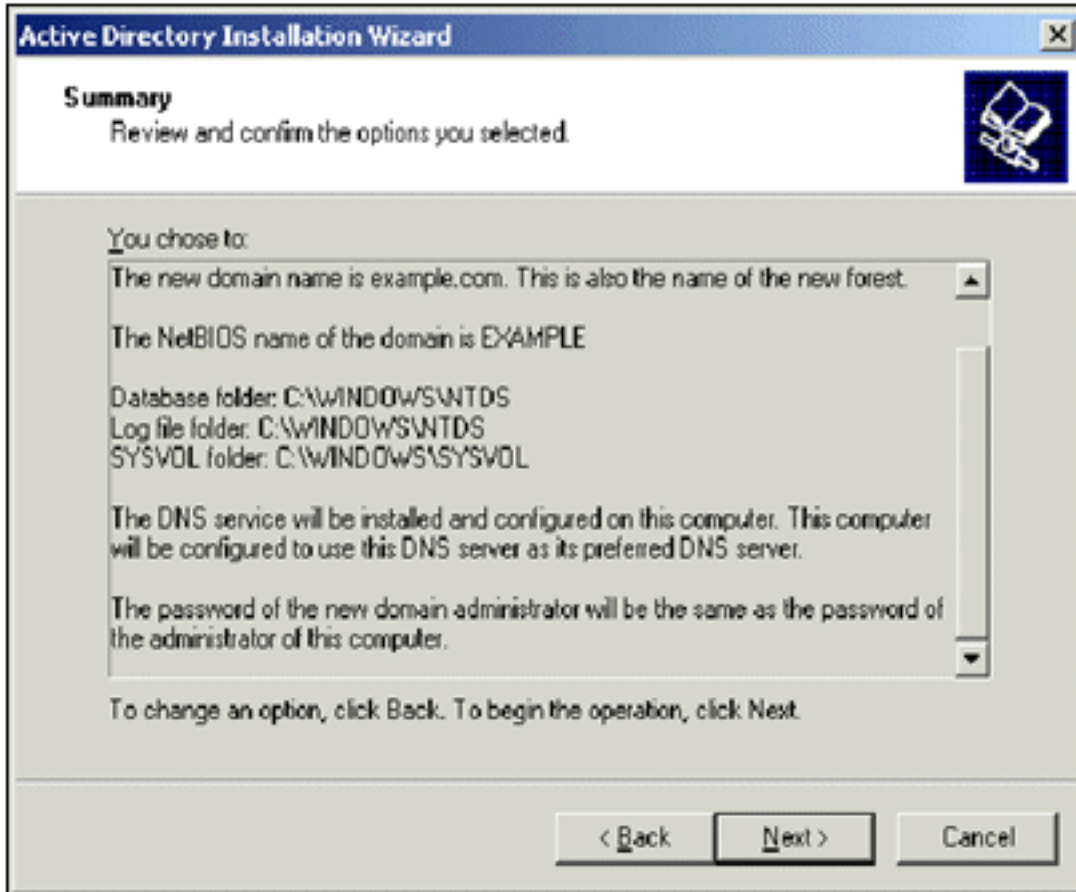 Active Directory Installation Wizard
Summary
Review and confirm the options you selected.
You chose to:
The new domain name is example.com. This is also the name of the new forest.
The NetBIOS name of the domain is EXAMPLE
Database folder: C:\WINDOWS\NTDS
Log file folder: C:\WINDOWS\NTDS
SYSVOL folder: C:\WINDOWS\SYSVOL
The DNS service will be installed and configured on this computer. This computer
will be configured to use this DNS server as its preferred DNS server.
The password of the new domain administrator will be the same as the password of
the administrator of this computer.
To change an option, click Back. To begin the operation, click Next.
< Back Next > Cancel